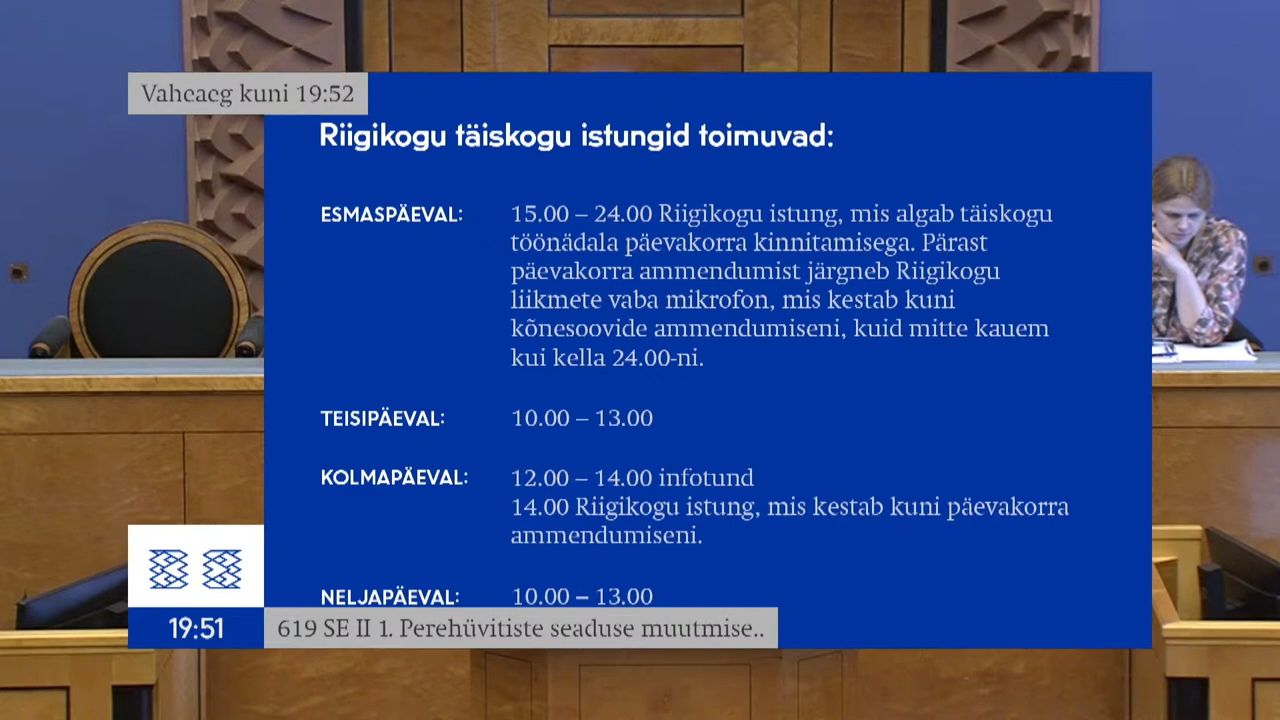 Vaheaeg kuni 19:52
Riigikogu täiskogu istungid toimuvad:
ESMASPÄEVAL:
15.00 – 24.00 Riigikogu istung, mis algab täiskogu
töönädala päevakorra kinnitamisega. Pärast
päevakorra ammendumist järgneb Riigikogu
liikmete vaba mikrofon, mis kestab kuni
kõnesoovide ammendumiseni, kuid mitte kauem
kui kella 24.00-ni.
TEISIPÄEVAL:
10.00 – 13.00
KOLMAPÄEVAL:
12.00 – 14.00 infotund
14.00 Riigikogu istung, mis kestab kuni päevakorra
ammendumiseni.
NELJAPÄEVAL:
10.00 – 13.00
19:51
619 SE II 1. Perehüvitiste seaduse muutmise..